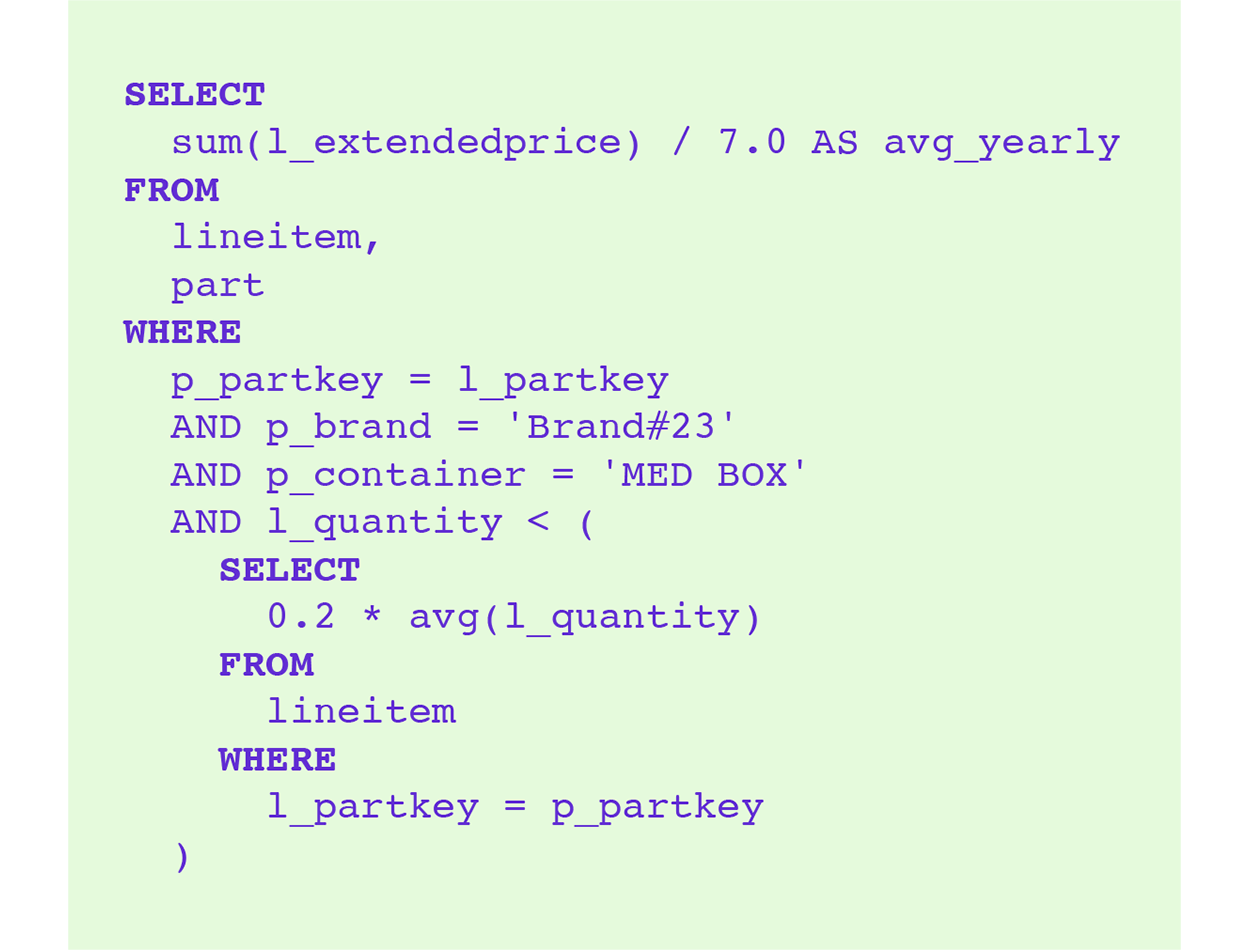 SELECT
sum(l_extendedprice) / 7.0 AS avg_yearly
FROM
lineitem,
part
WHERE
p_partkey = l_partkey
AND p_brand = 'Brand#23'
AND p_container = 'MED BOX'
AND l_quantity < (
SELECT
0.2 * avg(l_quantity)
FROM
lineitem
WHERE
l_partkey = p_partkey
)